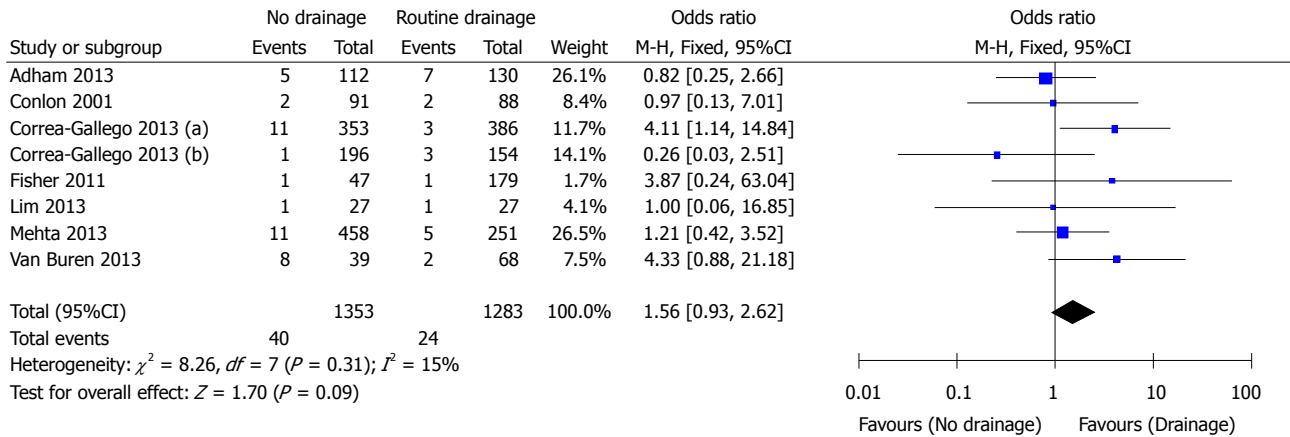 No drainage Routine drainage Odds ratio Odds ratio
Study or subgroup Events Total Events Total Weight M-H, Fixed, 95%CI M-H, Fixed, 95%CI
Adham 2013 5 112 7 130 26.1% 0.82 [0.25, 2.66]
Conlon 2001 2 91 2 88 8.4% 0.97 [0.13, 7.01]
Correa-Gallego 2013 (a) 11 353 3 386 11.7% 4.11 [1.14, 14.84]
Correa-Gallego 2013 (b) 1 196 3 154 14.1% 0.26 [0.03, 2.51]
Fisher 2011 1 47 1 179 1.7% 3.87 [0.24, 63.04]
Lim 2013 1 27 1 27 4.1% 1.00 [0.06, 16.85]
Mehta 2013 11 458 5 251 26.5% 1.21 [0.42, 3.52]
Van Buren 2013 8 39 2 68 7.5% 4.33 [0.88, 21.18]
Total (95%CI) 1353 1283 100.0% 1.56 [0.93, 2.62]
Total events 40 24
Heterogeneity: χ² = 8.26, df = 7 (P = 0.31); I² = 15%
Test for overall effect: Z = 1.70 (P = 0.09)
0.01 0.1 1 10 100
Favours (No drainage) Favours (Drainage)